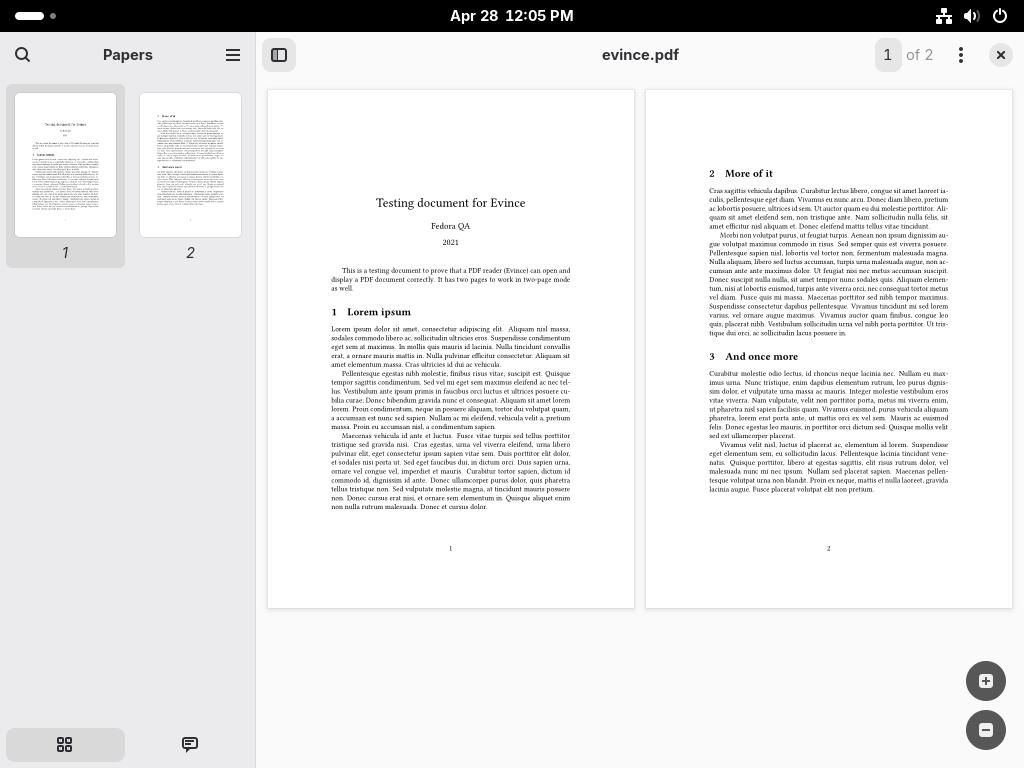 Apr 28 12:05 PM
Papers
evince.pdf
1 of 2
1
2
Testing document for Evince
Fedora QA
2021
This is a testing document to prove that a PDF reader (Evince) can open and
display a PDF document correctly. It has two pages to work in two-page mode
as well.
1 Lorem ipsum
Lorem ipsum dolor sit amet, consectetur adipiscing elit. Aliquam nisl massa,
sodales commodo libero ac, sollicitudin ultricies eros. Suspendisse condimentum
eget sem at maximus. In mollis quis mauris id lacinia. Nulla tincidunt convallis
erat, a ornare mauris mattis in. Nulla pulvinar efficitur consectetur. Aliquam sit
amet elementum massa. Cras ultricies id dui ac vehicula.
Pellentesque egestas nibh molestie, finibus risus vitae, suscipit est. Quisque
tempor sagittis condimentum. Sed vel mi eget sem maximus eleifend ac nec tel-
lus. Vestibulum ante ipsum primis in faucibus orci luctus et ultrices posuere cu-
bilia curae; Donec bibendum gravida nunc et consequat. Aliquam sit amet lorem
lorem. Proin condimentum, neque in posuere aliquam, tortor dui volutpat quam,
a accumsan est nunc sed sapien. Nullam ac mi eleifend, vehicula velit a, pretium
massa. Proin eu accumsan nisl, a condimentum sapien.
Maecenas vehicula id ante et luctus. Fusce vitae turpis sed tellus porttitor
tristique sed gravida nisi. Cras egestas, urna vel viverra eleifend, urna libero
pulvinar elit, eget consectetur ipsum sapien vitae sem. Duis porttitor elit dolor,
et sodales nisi porta ut. Sed eget faucibus dui, in dictum orci. Duis sapien urna,
ornare vel congue vel, imperdiet et mauris. Curabitur tortor sapien, dictum id
commodo id, dignissim id ante. Donec ullamcorper purus dolor, quis pharetra
tellus tristique non. Sed vulputate molestie magna, at tincidunt mauris posuere
non. Donec cursus erat nisi, et ornare sem elementum in. Quisque aliquet enim
non nulla rutrum malesuada. Donec et cursus dolor.
1
2 More of it
Cras sagittis vehicula dapibus. Curabitur lectus libero, congue sit amet laoreet ia-
culis, pellentesque eget diam. Vivamus eu nunc arcu. Donec diam libero, pretium
ac lobortis posuere, ultrices id sem. Ut auctor quam eu dui molestie porttitor. Ali-
quam sit amet eleifend sem, non tristique ante. Nam sollicitudin nulla felis, sit
amet efficitur nisl aliquam et. Donec eleifend mattis tellus vitae tincidunt.
Morbi non volutpat purus, ut feugiat turpis. Aenean non ipsum dignissim au-
gue volutpat maximus commodo in risus. Sed semper quis est viverra posuere.
Pellentesque sapien nisl, lobortis vel tortor non, fermentum malesuada magna.
Nulla aliquam, libero sed luctus accumsan, turpis urna malesuada augue, non ac-
cumsan ante ante maximus dolor. Ut feugiat nisi nec metus accumsan suscipit.
Donec suscipit nulla nulla, sit amet tempor nunc sodales quis. Aliquam elemen-
tum, nisi at lobortis euismod, turpis ante viverra orci, nec consequat tortor metus
vel diam. Fusce quis mi massa. Maecenas porttitor sed nibh tempor maximus.
Suspendisse consectetur dapibus pellentesque. Vivamus tincidunt mi sed lorem
varius, vel ornare augue maximus. Vivamus auctor quam finibus, congue leo
quis, placerat nibh. Vestibulum sollicitudin urna vel nibh porta tincidunt. Ut tris-
tique dui orci, ac sollicitudin lacus posuere in.
3 And once more
Curabitur molestie odio lectus, id rhoncus neque lacinia nec. Nullam eu max-
imus urna. Nunc tristique, enim dapibus elementum rutrum, leo purus dignis-
sim dolor, et vulputate urna massa ac mauris. Integer molestie vestibulum eros
vitae viverra. Nam vulputate, velit non porttitor porta, metus mi viverra enim,
ut pharetra nisl sapien facilisis quam. Vivamus euismod, purus vehicula aliquam
pharetra, lorem erat porta ante, ut mattis orci ex vel sem. Mauris ac euismod
felis. Donec egestas leo mauris, in porttitor orci dictum sed. Quisque mollis velit
sed est ullamcorper placerat.
Vivamus velit nisl, luctus id placerat ac, elementum id lorem. Suspendisse
eget elementum sem, eu sollicitudin lacus. Pellentesque lacinia tincidunt vene-
natis. Quisque porttitor, libero at egestas sagittis, elit risus rutrum dolor, vel
malesuada nunc mi nec ipsum. Nullam sed placerat sapien. Maecenas pellen-
tesque volutpat urna non blandit. Proin ex neque, mattis et nulla laoreet, gravida
lacinia augue. Fusce placerat volutpat elit non pretium.
2